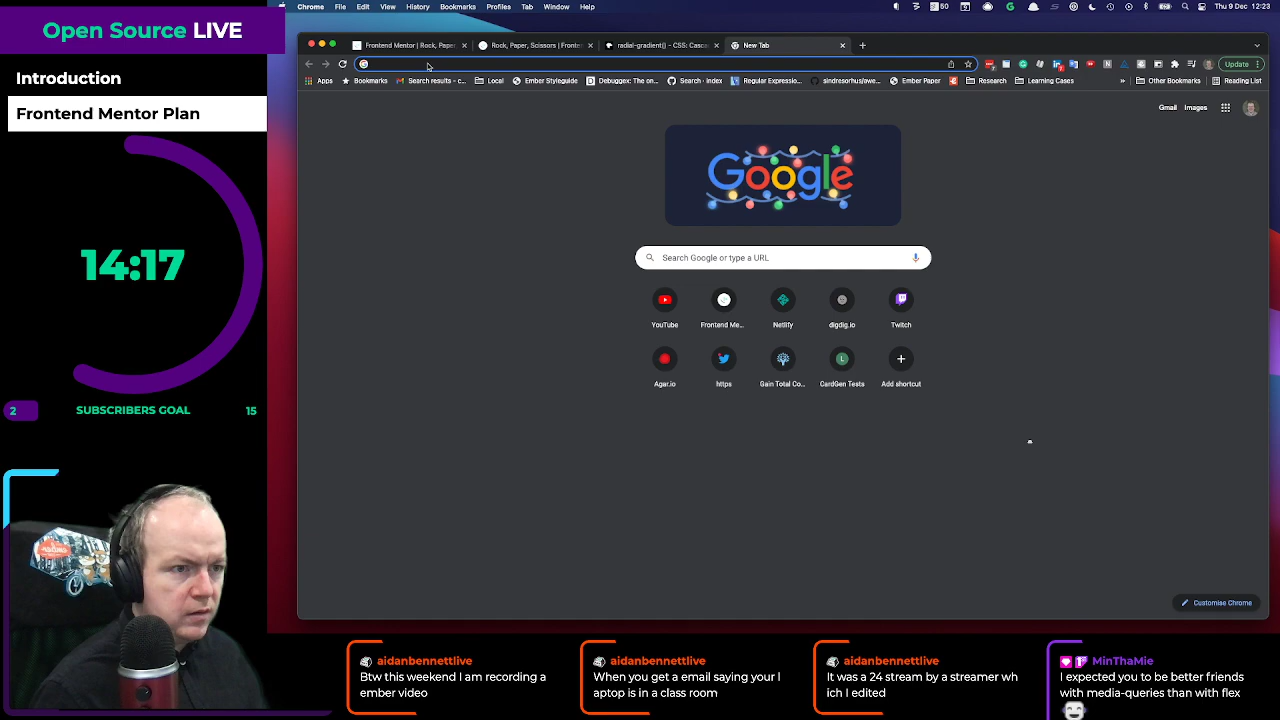 Chrome File Edit View History Bookmarks Profiles Tab Window Help
50
Thu 9 Dec 12:23
Open Source LIVE
Introduction
Frontend Mentor Plan
14:17
2 SUBSCRIBERS GOAL 15
Frontend Mentor | Rock, Paper,
Rock, Paper, Scissors | Fronte
radial-gradient() - CSS: Casca
New Tab
Update
Apps
Bookmarks
Search results - c...
Local
Ember Styleguide
Debugger: The on...
Search · Index
Regular Expressio...
sindresorhus/awe...
Ember Paper
Research
Learning Cases
Other Bookmarks
Reading List
Gmail Images
Google
Search Google or type a URL
YouTube
Frontend Me...
Netlify
digdig.io
Twitch
Agar.io
https
Gain Total Co...
CardGen Tests
Add shortcut
Customise Chrome
aidanbennettlive
Btw this weekend I am recording a
ember video
aidanbennettlive
When you get a email saying your l
aptop is in a class room
aidanbennettlive
It was a 24 stream by a streamer wh
ich I edited
MinThaMie
I expected you to be better friends
with media-queries than with flex